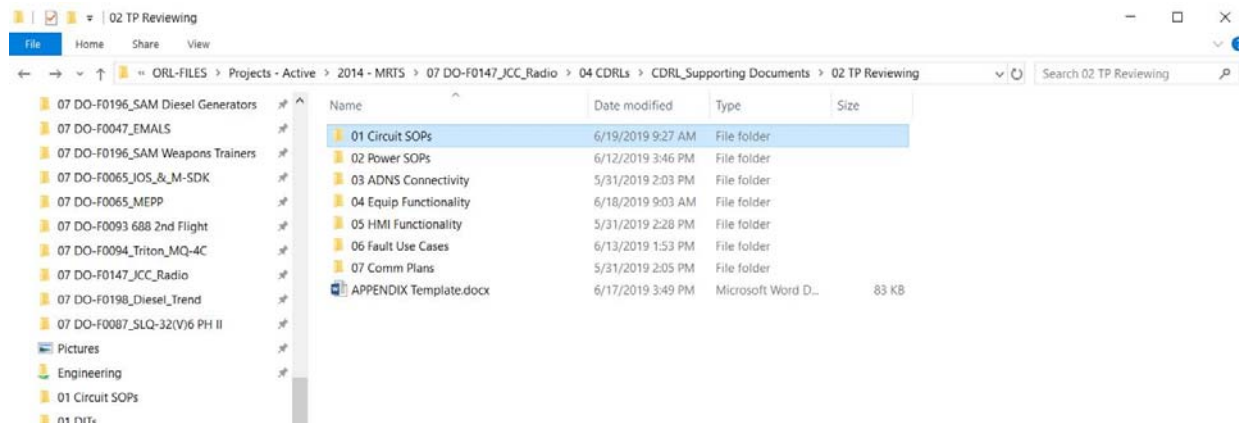 02 TP Reviewing
File Home Share View
« ORL-FILES > Projects - Active > 2014 - MRTS > 07 DO-F0147_JCC_Radio > 04 CDRLs > CDRL_Supporting Documents > 02 TP Reviewing Search 02 TP Reviewing
07 DO-F0196_SAM Diesel Generators
07 DO-F0047_EMALS
07 DO-F0196_SAM Weapons Trainers
07 DO-F0065_IOS_&_M-SDK
07 DO-F0065_MEPP
07 DO-F0093 688 2nd Flight
07 DO-F0094_Triton_MQ-4C
07 DO-F0147_JCC_Radio
07 DO-F0198_Diesel_Trend
07 DO-F0087_SLQ-32(V)6 PH II
Pictures
Engineering
01 Circuit SOPs
01 DITs
Name Date modified Type Size
01 Circuit SOPs 6/19/2019 9:27 AM File folder
02 Power SOPs 6/12/2019 3:46 PM File folder
03 ADNS Connectivity 5/31/2019 2:03 PM File folder
04 Equip Functionality 6/18/2019 9:03 AM File folder
05 HMI Functionality 5/31/2019 2:28 PM File folder
06 Fault Use Cases 6/13/2019 1:53 PM File folder
07 Comm Plans 5/31/2019 2:05 PM File folder
APPENDIX Template.docx 6/17/2019 3:49 PM Microsoft Word D... 83 KB